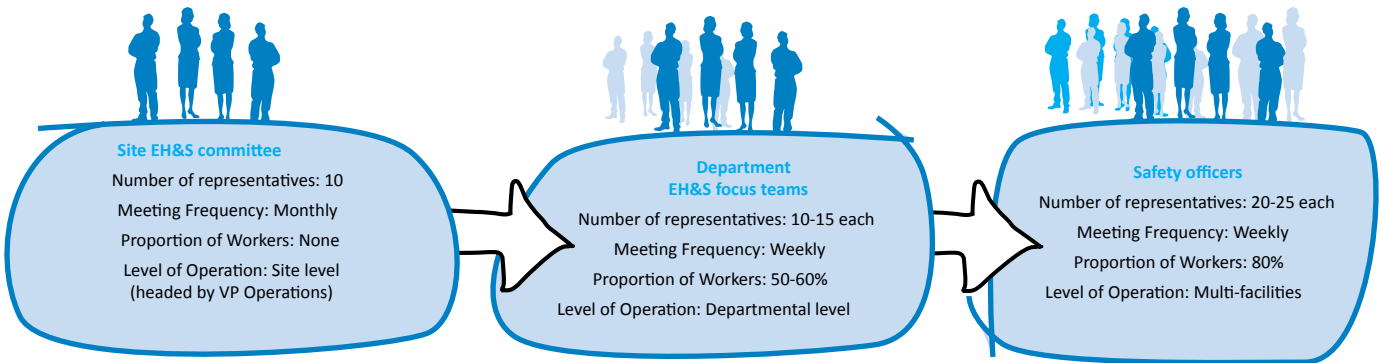 Site EH&S committee
Number of representatives: 10
Meeting Frequency: Monthly
Proportion of Workers: None
Level of Operation: Site level
(headed by VP Operations)
Department
EH&S focus teams
Number of representatives: 10-15 each
Meeting Frequency: Weekly
Proportion of Workers: 50-60%
Level of Operation: Departmental level
Safety officers
Number of representatives: 20-25 each
Meeting Frequency: Weekly
Proportion of Workers: 80%
Level of Operation: Multi-facilities